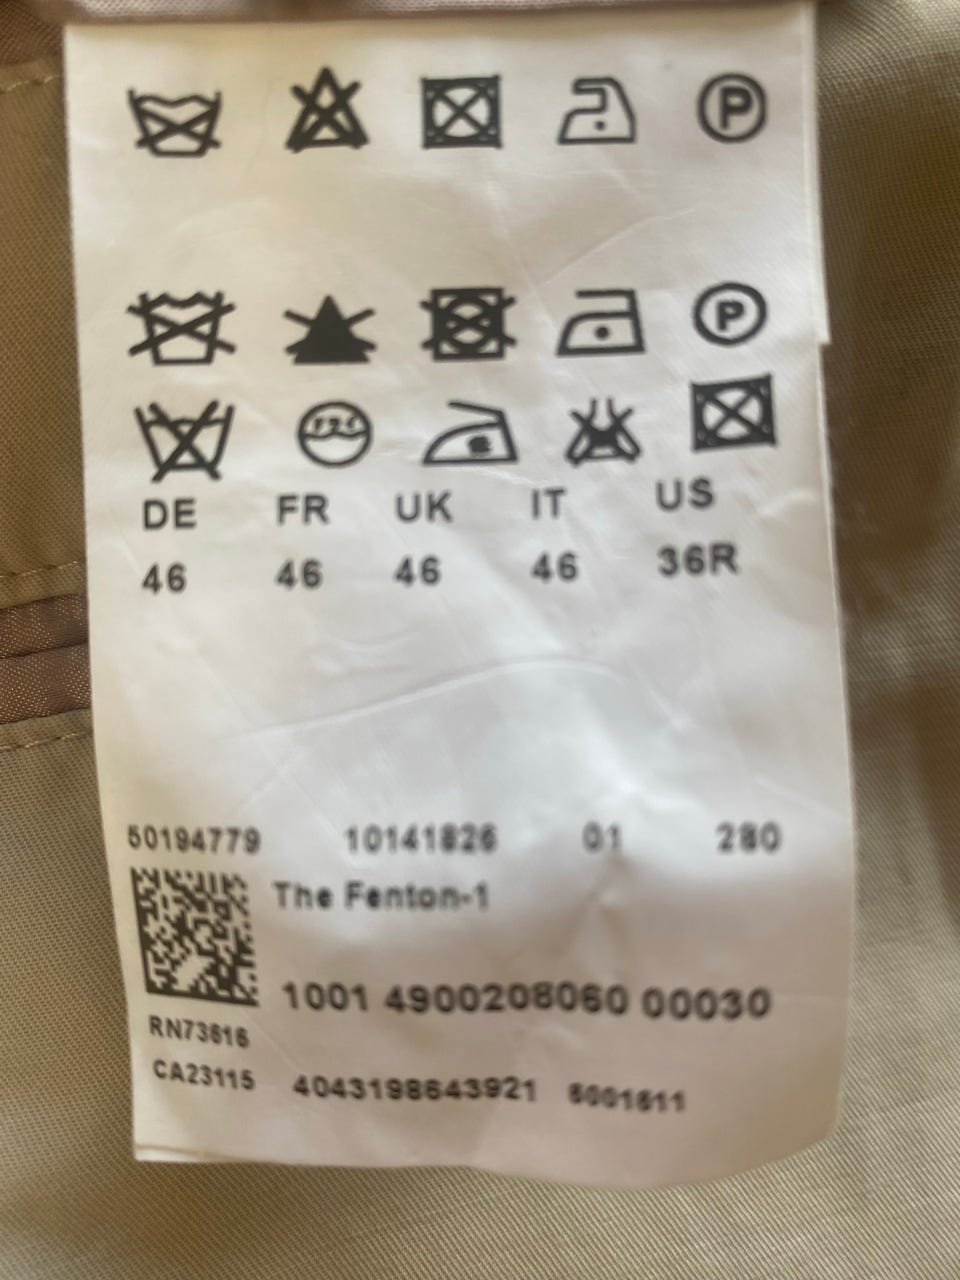 P
P
DE FR UK IT US
46 46 46 46 36R
50194779 10141826 01 280
The Fenton-1
1001 4900208060 00030
RN73616
CA23115 4043198643921 6001611